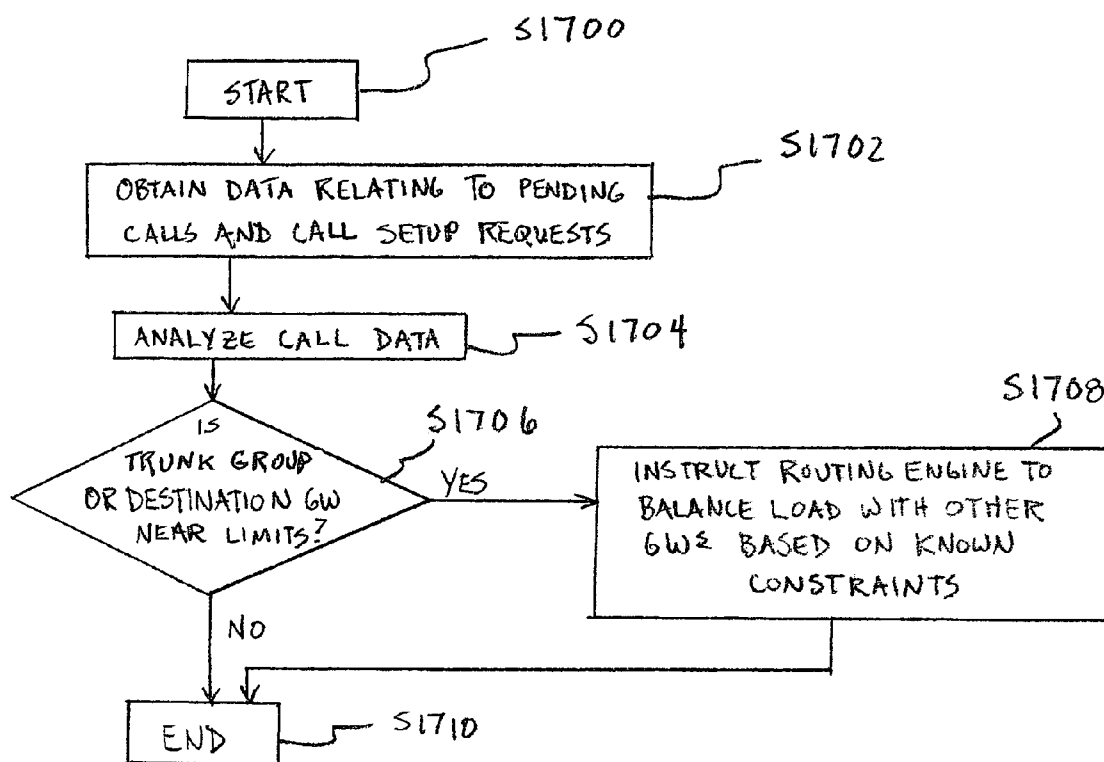 S1700
START
S1702
OBTAIN DATA RELATING TO PENDING
CALLS AND CALL SETUP REQUESTS
ANALYZE CALL DATA
S1704
S1706
IS
TRUNK GROUP
OR DESTINATION GW
NEAR LIMITS?
YES
S1708
INSTRUCT ROUTING ENGINE TO
BALANCE LOAD WITH OTHER
GWS BASED ON KNOWN
CONSTRAINTS
NO
END
S1710